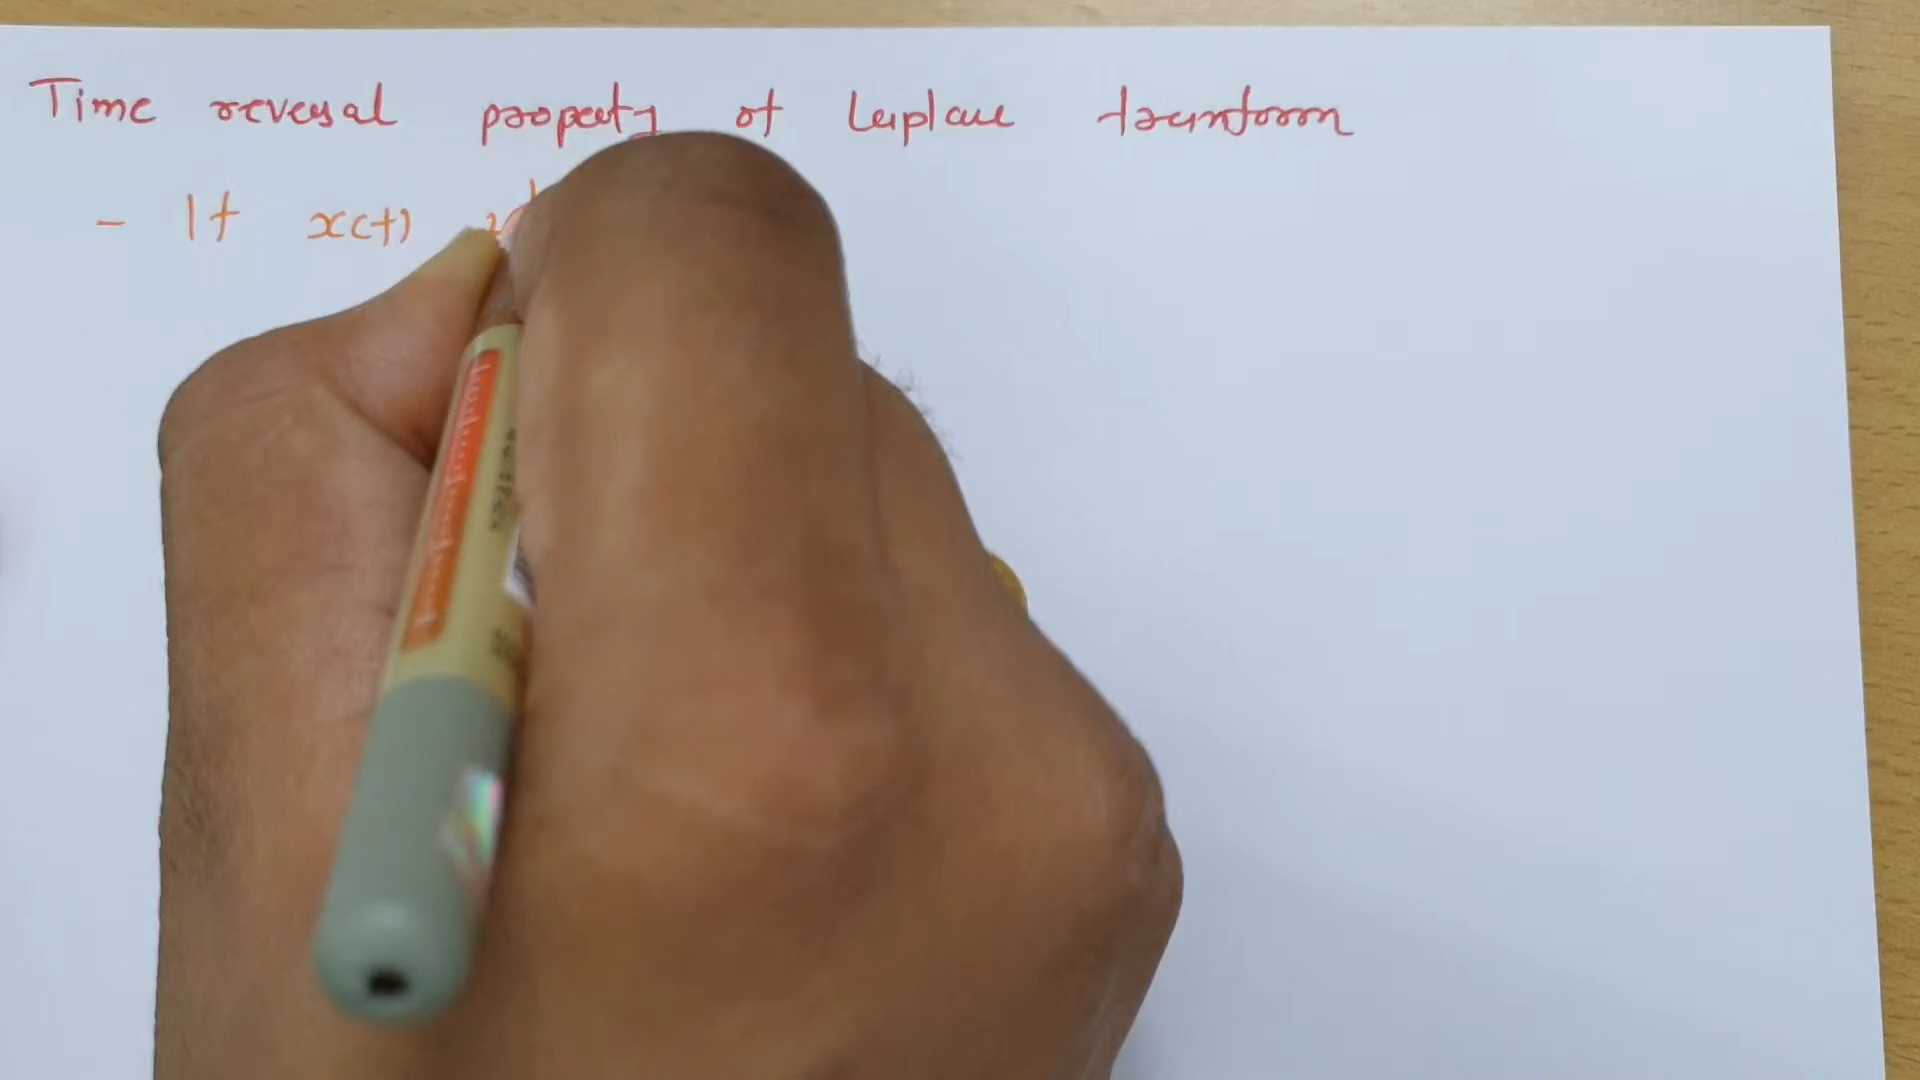 Time reversal property of Laplace transform
- If x(t)